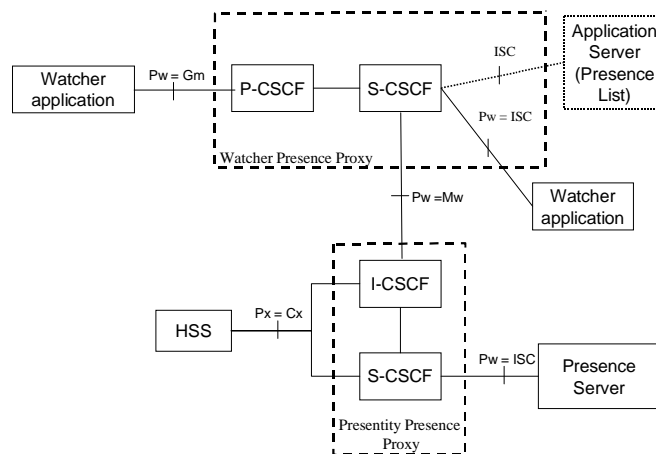 Application
Server
(Presence
List)
ISC
Watcher
application
Pw = Gm
P-CSCF
S-CSCF
Pw = ISC
Watcher Presence Proxy
Watcher
application
Pw =Mw
I-CSCF
HSS
Px = Cx
S-CSCF
Pw = ISC
Presence
Server
Presentity Presence
Proxy